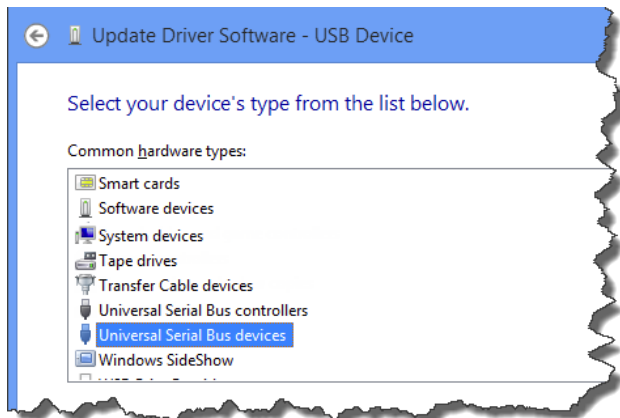 Update Driver Software - USB Device
Select your device's type from the list below.
Common hardware types:
Smart cards
Software devices
System devices
Tape drives
Transfer Cable devices
Universal Serial Bus controllers
Universal Serial Bus devices
Windows SideShow